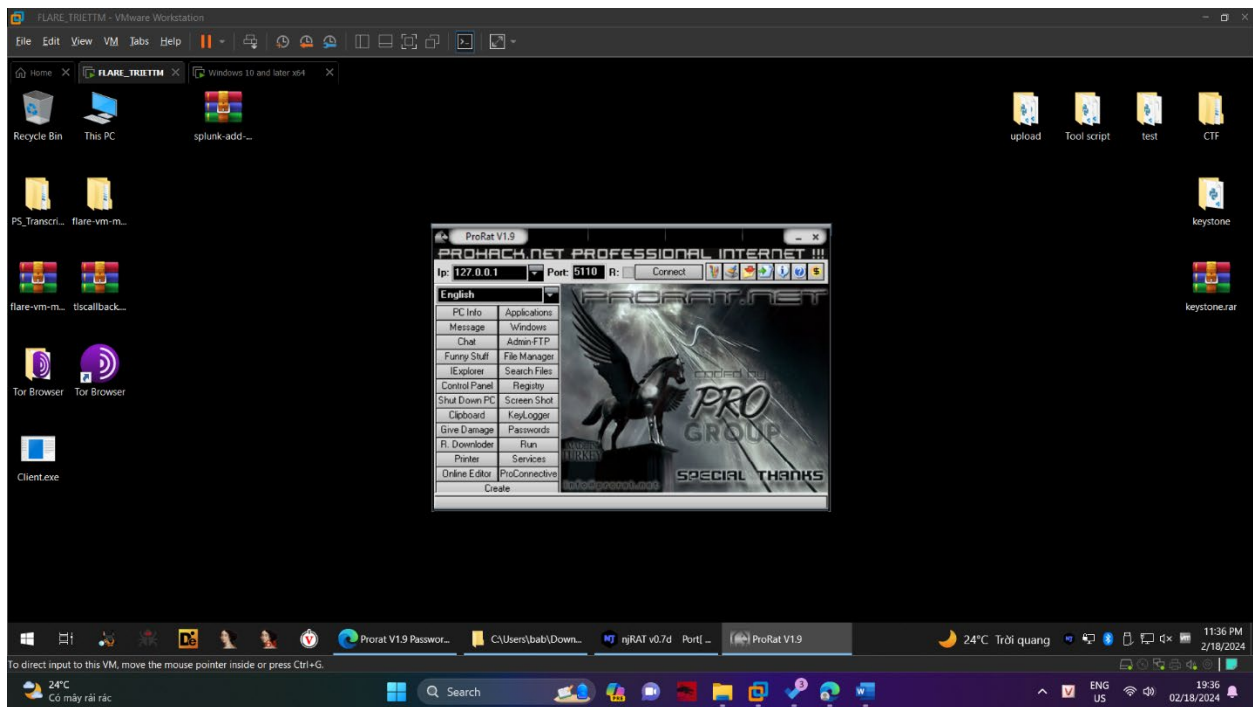 FLARE_TRIETTM - VMware Workstation
File Edit View VM Tabs Help
Home FLARE_TRIETTM Windows 10 and later x64
Recycle Bin This PC splunk-add-...
upload Tool script test CTF
PS_Transcri... flare-vm-m...
keystone
flare-vm-m... tlscallback...
keystone.rar
Tor Browser Tor Browser
Client.exe
ProRat V1.9
PROHACK.NET PROFESSIONAL INTERNET !!!
Ip: 127.0.0.1 Port: 5110 R: Connect
English
PRORAT.NET
PC Info Applications
Message Windows
Chat Admin-FTP
Funny Stuff File Manager
IExplorer Search Files
Control Panel Registry
Shut Down PC Screen Shot
Clipboard KeyLogger
Give Damage Passwords
R. Downloder Run
Printer Services
Online Editor ProConnective
Create
coded by
PRO
GROUP
TURKEY
SPECIAL THANKS
info@prorat.net
Prorat V1.9 Passwor... C:\Users\bab\Down... njRAT v0.7d Port[ _ ProRat V1.9
24°C Trời quang
11:36 PM
2/18/2024
To direct input to this VM, move the mouse pointer inside or press Ctrl+G.
24°C
Có mây rải rác
Search
3
ENG
US
19:36
02/18/2024